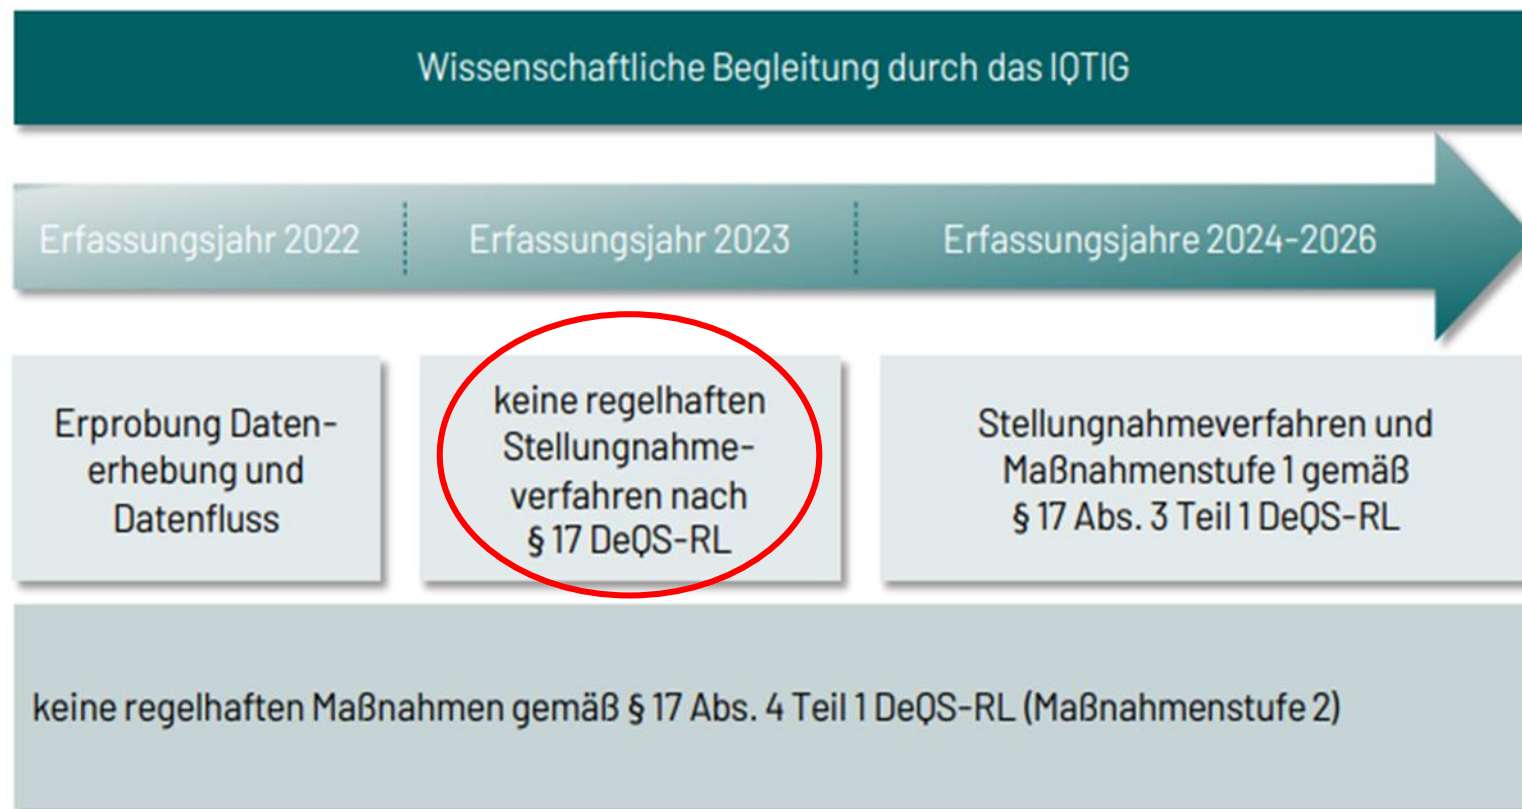 Wissenschaftliche Begleitung durch das IQTIG
Erfassungsjahr 2022
Erfassungsjahr 2023
Erfassungsjahre 2024-2026
Erprobung Daten-
erhebung und
Datenfluss
keine regelhaften
Stellungnahme-
verfahren nach
§ 17 DeQS-RL
Stellungnahmeverfahren und
Maßnahmenstufe 1 gemäß
§ 17 Abs. 3 Teil 1 DeQS-RL
keine regelhaften Maßnahmen gemäß § 17 Abs. 4 Teil 1 DeQS-RL (Maßnahmenstufe 2)